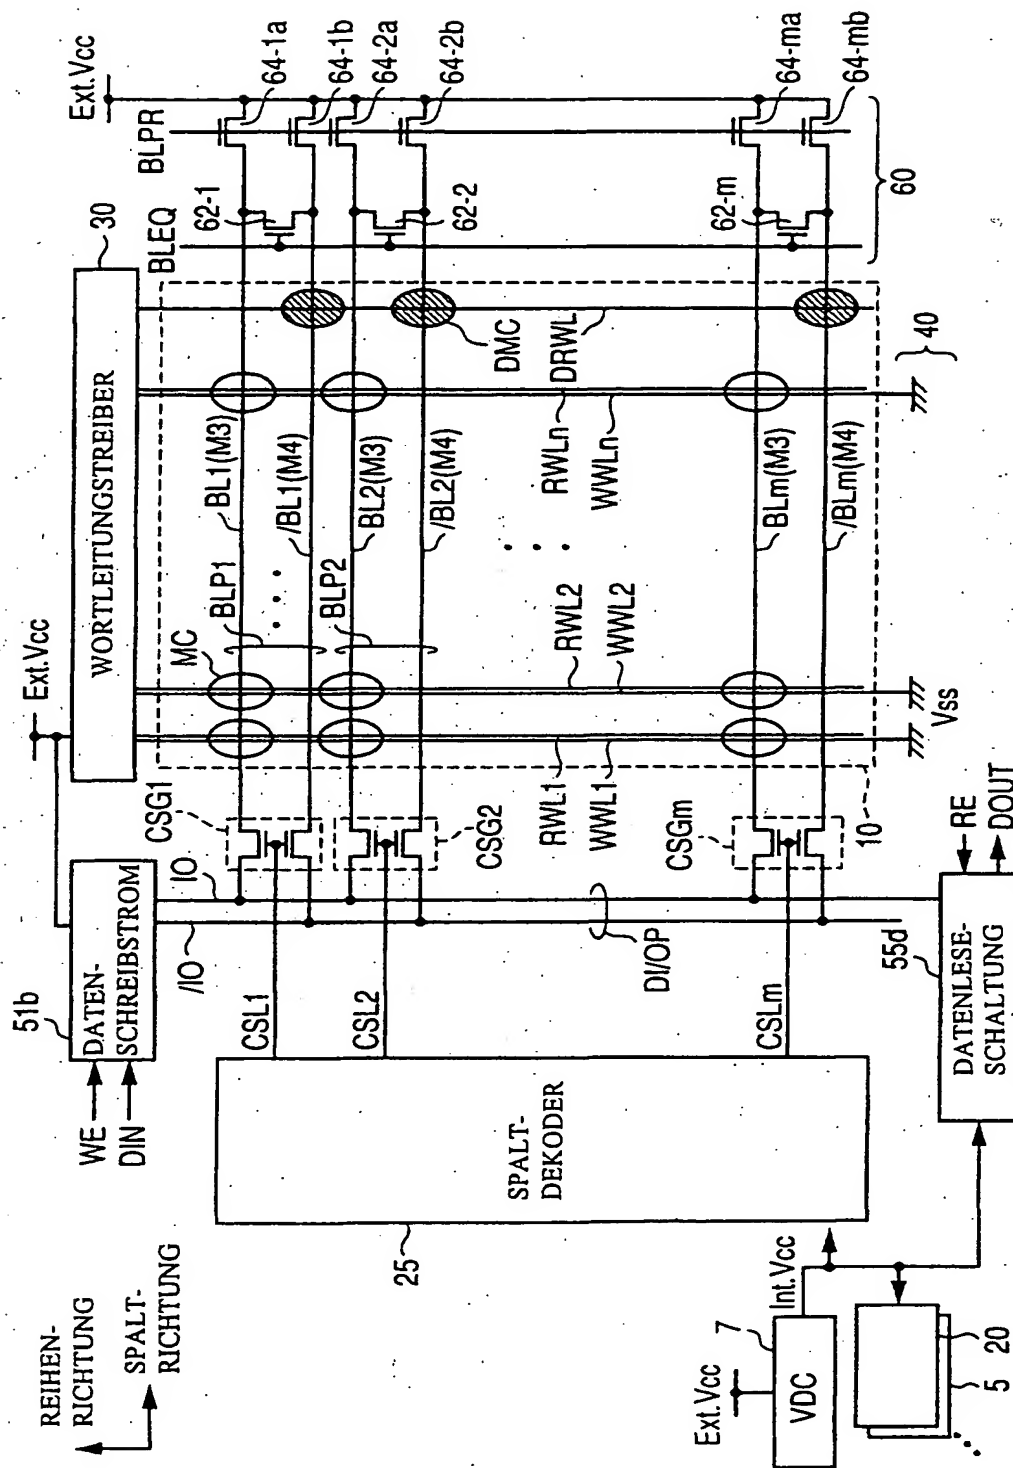 REIHEN-
RICHTUNG
SPALT-
RICHTUNG
51b
WE
DIN
DATEN-
SCHREIBSTROM
Ext.Vcc
WORTLEITUNGSTREIBER
30
BLEQ
BLPR
Ext.Vcc
IO
/IO
CSG1
CSL1
MC
BLP1
BL1(M3)
/BL1(M4)
62-1
64-1a
64-1b
CSG2
CSL2
BLP2
BL2(M3)
/BL2(M4)
DMC
62-2
64-2a
64-2b
25
SPALT-
DEKODER
DI/OP
RWL1
WWL1
RWL2
WWL2
RWLn
WWLn
DRWL
CSGm
CSLm
BLm(M3)
/BLm(M4)
62-m
64-ma
64-mb
60
10
Vss
40
Ext.Vcc
7
VDC
Int.Vcc
20
5
55d
DATENLESE-
SCHALTUNG
RE
DOUT